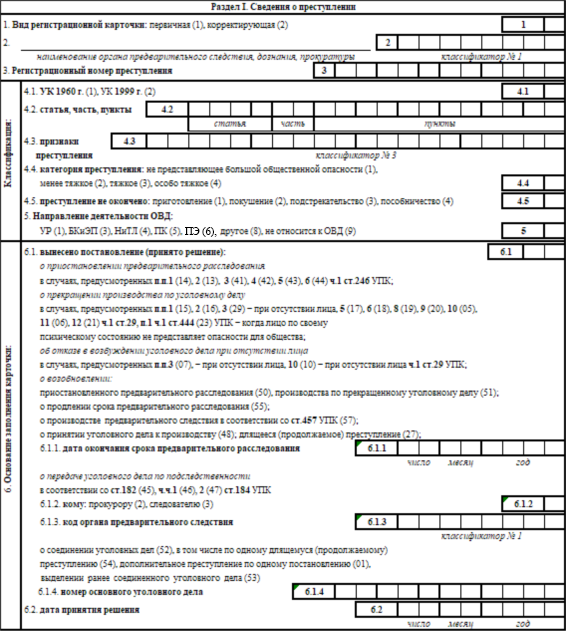 Раздел I. Сведения о преступлении
1. Вид регистрационной карточки: первичная (1), корректирующая (2) 1
2. 2
наименование органа предварительного следствия, дознания, прокуратуры классификатор № 1
3. Регистрационный номер преступления 3
Классификация:
4.1. УК 1960 г. (1), УК 1999 г. (2) 4.1
4.2. статья, часть, пункты 4.2
статья часть пункты
4.3. признаки 4.3
преступления классификатор № 3
4.4. категория преступления: не представляющее большой общественной опасности (1),
менее тяжкое (2), тяжкое (3), особо тяжкое (4) 4.4
4.5. преступление не окончено: приготовление (1), покушение (2), подстрекательство (3), пособничество (4) 4.5
5. Направление деятельности ОВД:
УР (1), БКиЭП (3), НиТЛ (4), ПК (5), ПЭ (6), другое (8), не относится к ОВД (9) 5
6. Основание заполнения карточки:
6.1. вынесено постановление (принято решение): 6.1
о приостановлении предварительного расследования
в случаях, предусмотренных п.п.1 (14), 2 (13), 3 (41), 4 (42), 5 (43), 6 (44) ч.1 ст.246 УПК;
о прекращении производства по уголовному делу
в случаях, предусмотренных п.п.1 (15), 2 (16), 3 (29) – при отсутствии лица, 5 (17), 6 (18), 8 (19), 9 (20), 10 (05),
11 (06), 12 (21) ч.1 ст.29, п.1 ч.1 ст.444 (23) УПК – когда лицо по своему
психическому состоянию не представляет опасности для общества;
об отказе в возбуждении уголовного дела при отсутствии лица
в случаях, предусмотренных п.п.3 (07), – при отсутствии лица, 10 (10) – при отсутствии лица ч.1 ст.29 УПК;
о возобновлении:
приостановленного предварительного расследования (50), производства по прекращенному уголовному делу (51);
о продлении срока предварительного расследования (55);
о производстве предварительного следствия в соответствии со ст.457 УПК (57);
о принятии уголовного дела к производству (48); длящееся (продолжаемое) преступление (27);
6.1.1. дата окончания срока предварительного расследования 6.1.1
число месяц год
о передаче уголовного дела по подследственности
в соответствии со ст.182 (45), ч.ч.1 (46), 2 (47) ст.184 УПК
6.1.2. кому: прокурору (2), следователю (3) 6.1.2
6.1.3. код органа предварительного следствия 6.1.3
классификатор № 1
о соединении уголовных дел (52), в том числе по одному длящемуся (продолжаемому)
преступлению (54), дополнительное преступление по одному постановлению (01),
выделении ранее соединенного уголовного дела (53)
6.1.4. номер основного уголовного дела 6.1.4
6.2. дата принятия решения 6.2
число месяц год